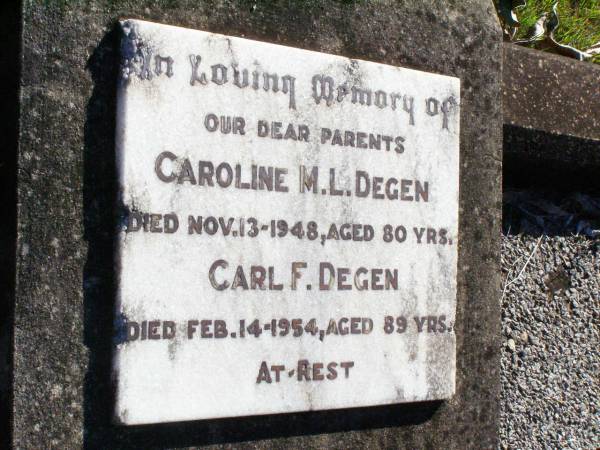 In Loving Memory of
OUR DEAR PARENTS
CAROLINE M.L. DEGEN
DIED NOV. 13-1948, AGED 80 YRS.
CARL F. DEGEN
DIED FEB. 14-1954, AGED 89 YRS.
AT-REST